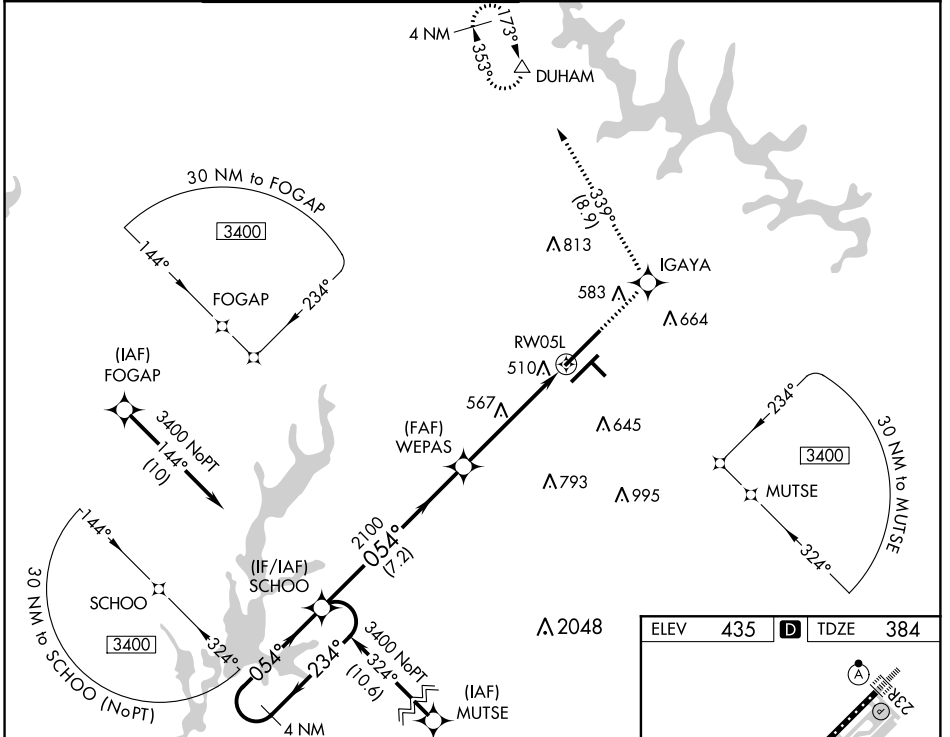 4 NM
173°
353°
DUHAM
30 NM to FOGAP
3400
144°
234°
FOGAP
339°
(8.9)
813
IGAYA
583
664
(IAF)
FOGAP
3400 NoPT
144°
(10)
RW05L
510
567
(FAF)
WEPAS
645
793
995
234°
3400
30 NM to MUTSE
MUTSE
324°
144°
SCHOO
3400
324°
30 NM to SCHOO (NoPT)
2100
054°
(7.2)
(IF/IAF)
SCHOO
054°
234°
4 NM
3400 NoPT
324°
(10.6)
(IAF)
MUTSE
2048
ELEV 435 D TDZE 384
A
23R
P